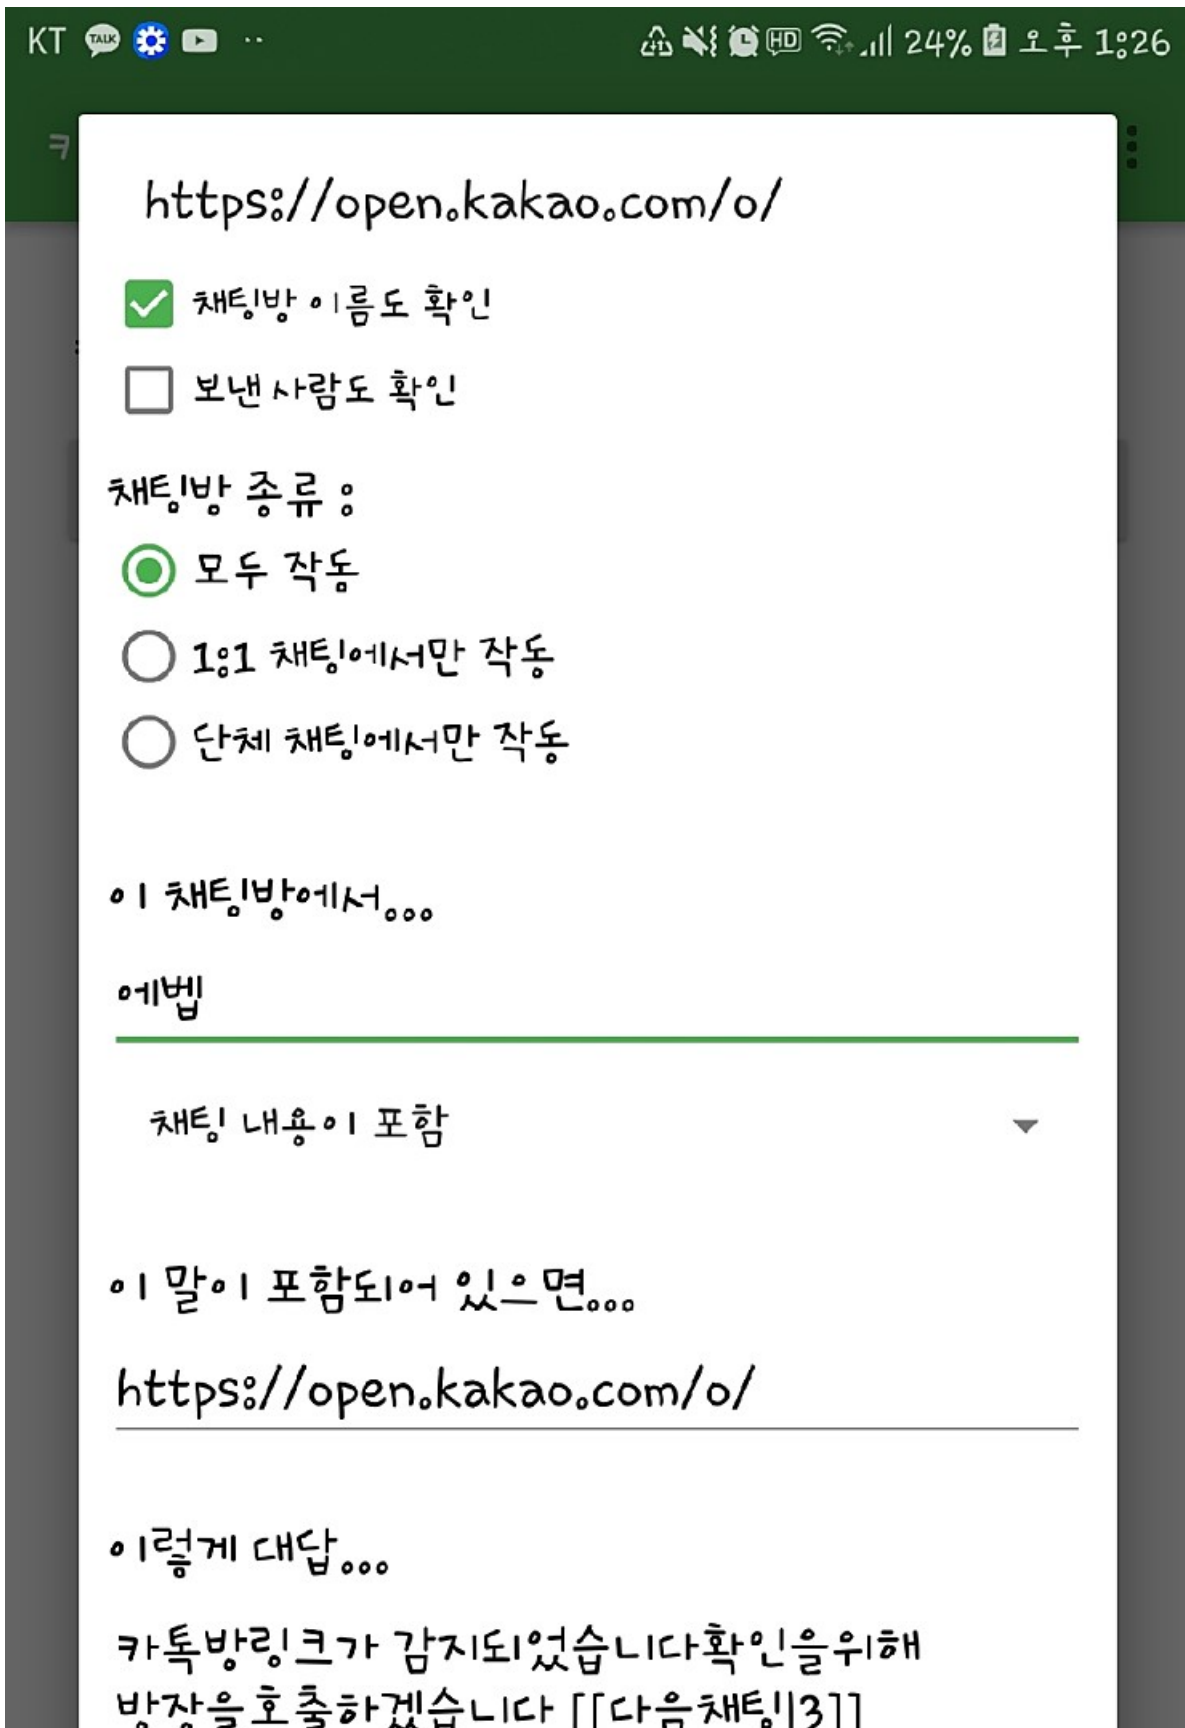 KT TALK HD 24% 오후 1:26
ㅋ
https://open.kakao.com/o/
채팅방 이름도 확인
보낸 사람도 확인
채팅방 종류 :
모두 작동
1:1 채팅에서만 작동
단체 채팅에서만 작동
이 채팅방에서...
에벱
채팅 내용이 포함
이 말이 포함되어 있으면...
https://open.kakao.com/o/
이렇게 대답...
카톡방링크가 감지되었습니다확인을위해
방장을호출하겠습니다 [[다음채팅|3]]